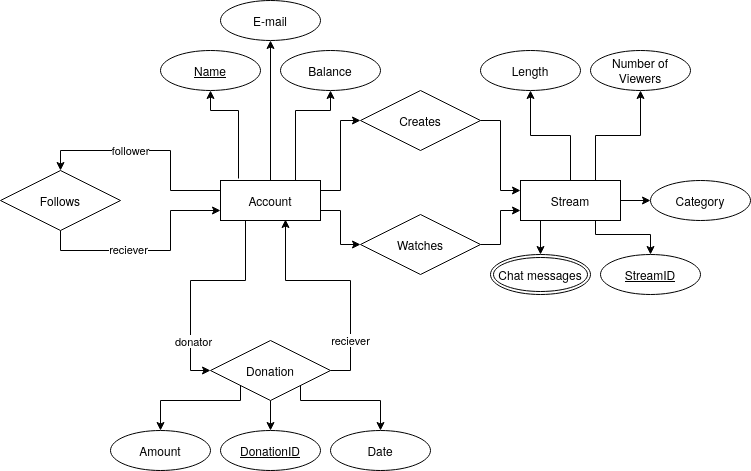 E-mail
Name
Balance
Length
Number of
Viewers
Creates
follower
Follows
Account
Stream
Category
reciever
Watches
Chat messages
StreamID
donator
reciever
Donation
Amount
DonationID
Date